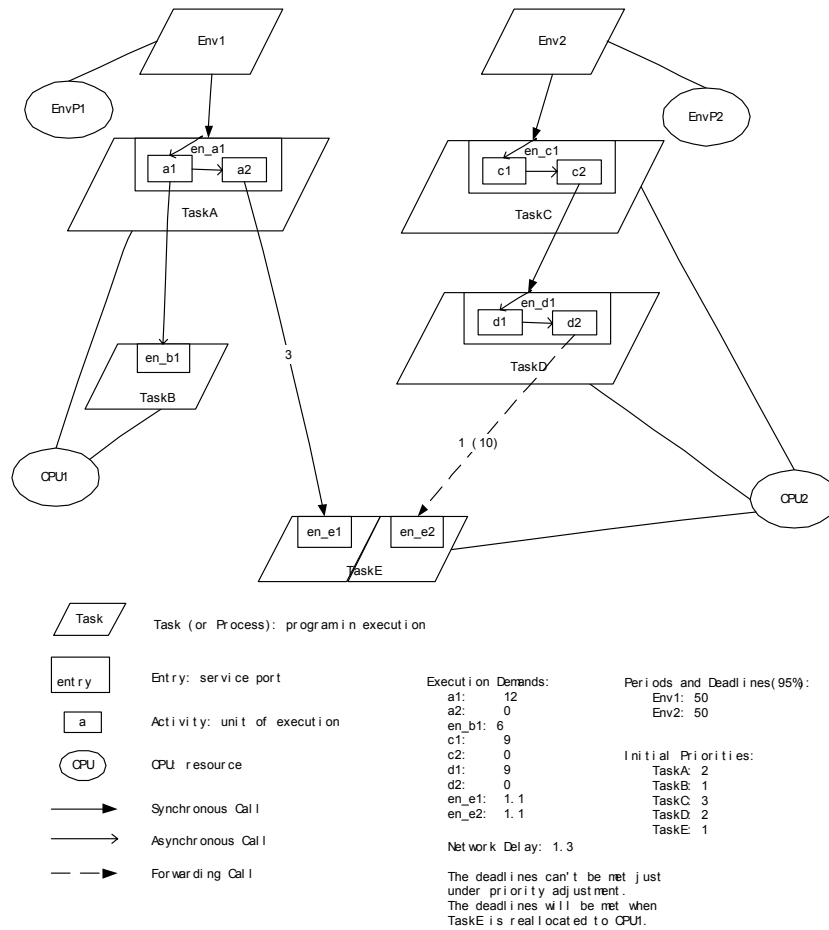 Env1
Env2
EnvP1
EnvP2
en_a1
a1
a2
TaskA
en_c1
c1
c2
TaskC
en_d1
d1
d2
TaskD
en_b1
TaskB
3
1 (10)
CPU1
CPU2
en_e1
en_e2
TaskE
Task
Task (or Process): program in execution
entry
Entry: service port
a
Activity: unit of execution
CPU
CPU: resource
Synchronous Call
Asynchronous Call
Forwarding Call
Execution Demands:
a1: 12
a2: 0
en_b1: 6
c1: 9
c2: 0
d1: 9
d2: 0
en_e1: 1.1
en_e2: 1.1
Network Delay: 1.3
The deadlines can't be met just
under priority adjustment.
The deadlines will be met when
TaskE is reallocated to CPU1.
Periods and Deadlines(95%):
Env1: 50
Env2: 50
Initial Priorities:
TaskA: 2
TaskB: 1
TaskC: 3
TaskD: 2
TaskE: 1